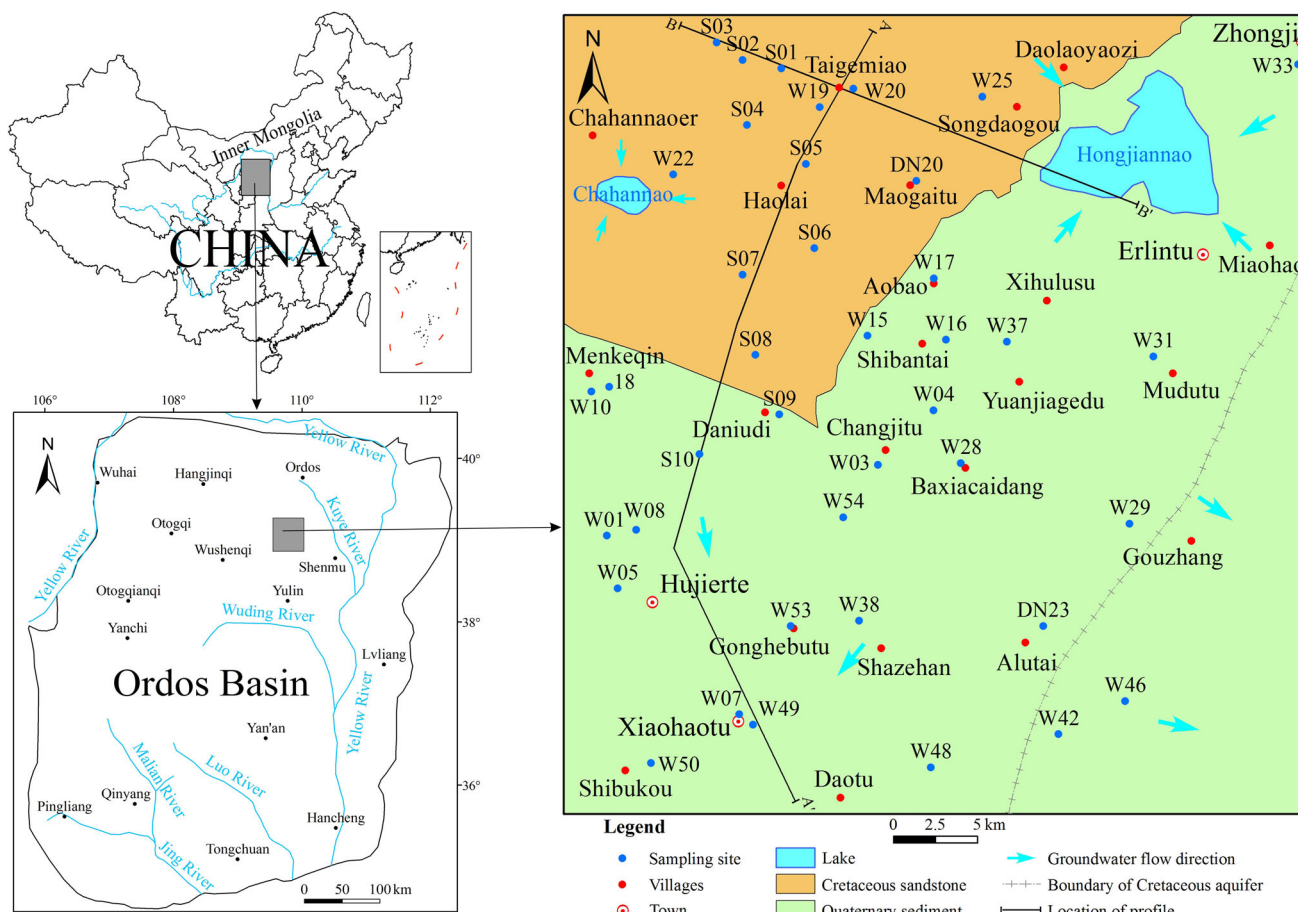 Inner Mongolia
CHINA
106°
108°
110°
112°
40°
38°
36°
N
Yellow River
Wuhai
Hangjinqi
Ordos
Kuye River
Otogqi
Wushenqi
Shenmu
Yellow River
Otogqianqi
Yulin
Yanchi
Wuding River
Lvliang
Ordos Basin
Yellow River
Yan'an
Malian River
Luo River
Qinyang
Pingliang
Hancheng
Jing River
Tongchuan
0 50 100 km
N
S03
B
A
S02
S01
Zhongji
Daolaoyaozi
Taigemiao
W33
W19
W20
W25
Songdaogou
S04
Chahannaoer
S05
W22
DN20
Hongjiannao
Chahannao
Haolai
Maogaitu
B'
S06
Erlintu
Miaohao
S07
W17
Aobao
Xihulusu
W15
W16
W37
S08
Shibantai
W31
Menkeqin
18
W10
Mudutu
Yuanjiagedu
S09
W04
Daniudi
Changjitu
S10
W03
W28
Baxiacaidang
W54
W29
W01
W08
Gouzhang
W05
Hujierte
W53
W38
DN23
Gonghebutu
Shazehan
Alutai
W07
W49
W46
Xiaohaotu
W42
W50
W48
Shibukou
Daotu
A'
Legend
0 2.5 5 km
Sampling site
Lake
Groundwater flow direction
Villages
Cretaceous sandstone
Boundary of Cretaceous aquifer
Town
Quaternary sediment
Location of profile